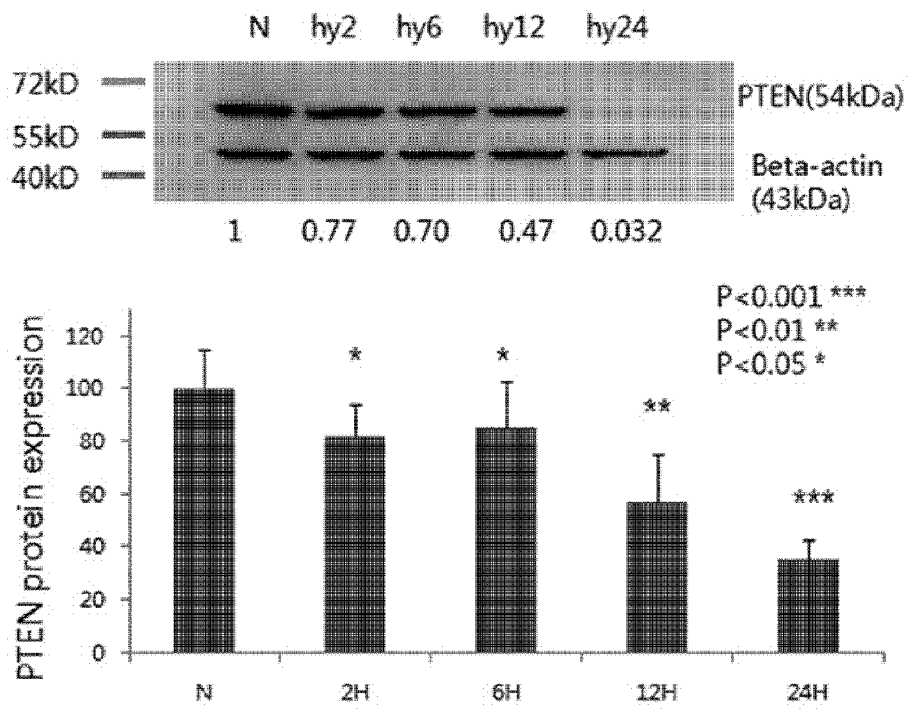 N hy2 hy6 hy12 hy24
72kD
PTEN(54kDa)
55kD
40kD
Beta-actin
(43kDa)
1 0.77 0.70 0.47 0.032
P<0.001 ***
P<0.01 **
P<0.05 *
PTEN protein expression
120
100
80
60
40
20
0
* * ** ***
N 2H 6H 12H 24H